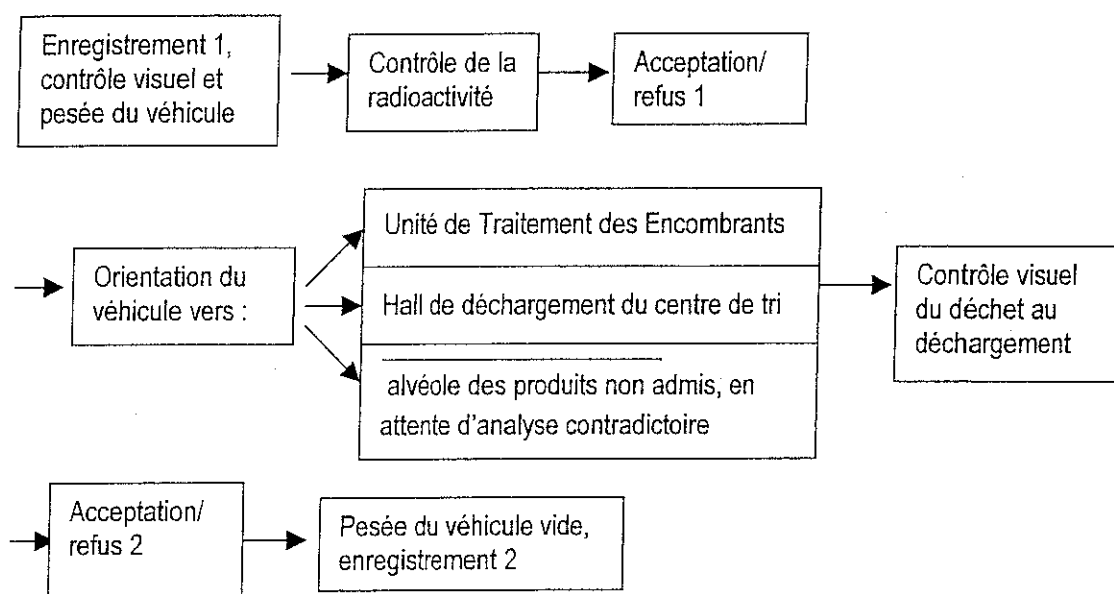 Enregistrement 1,
contrôle visuel et
pesée du véhicule
Contrôle de la
radioactivité
Acceptation/
refus 1
Orientation du
véhicule vers :
Unité de Traitement des Encombrants
Hall de déchargement du centre de tri
alvéole des produits non admis, en
attente d'analyse contradictoire
Contrôle visuel
du déchet au
déchargement
Acceptation/
refus 2
Pesée du véhicule vide,
enregistrement 2